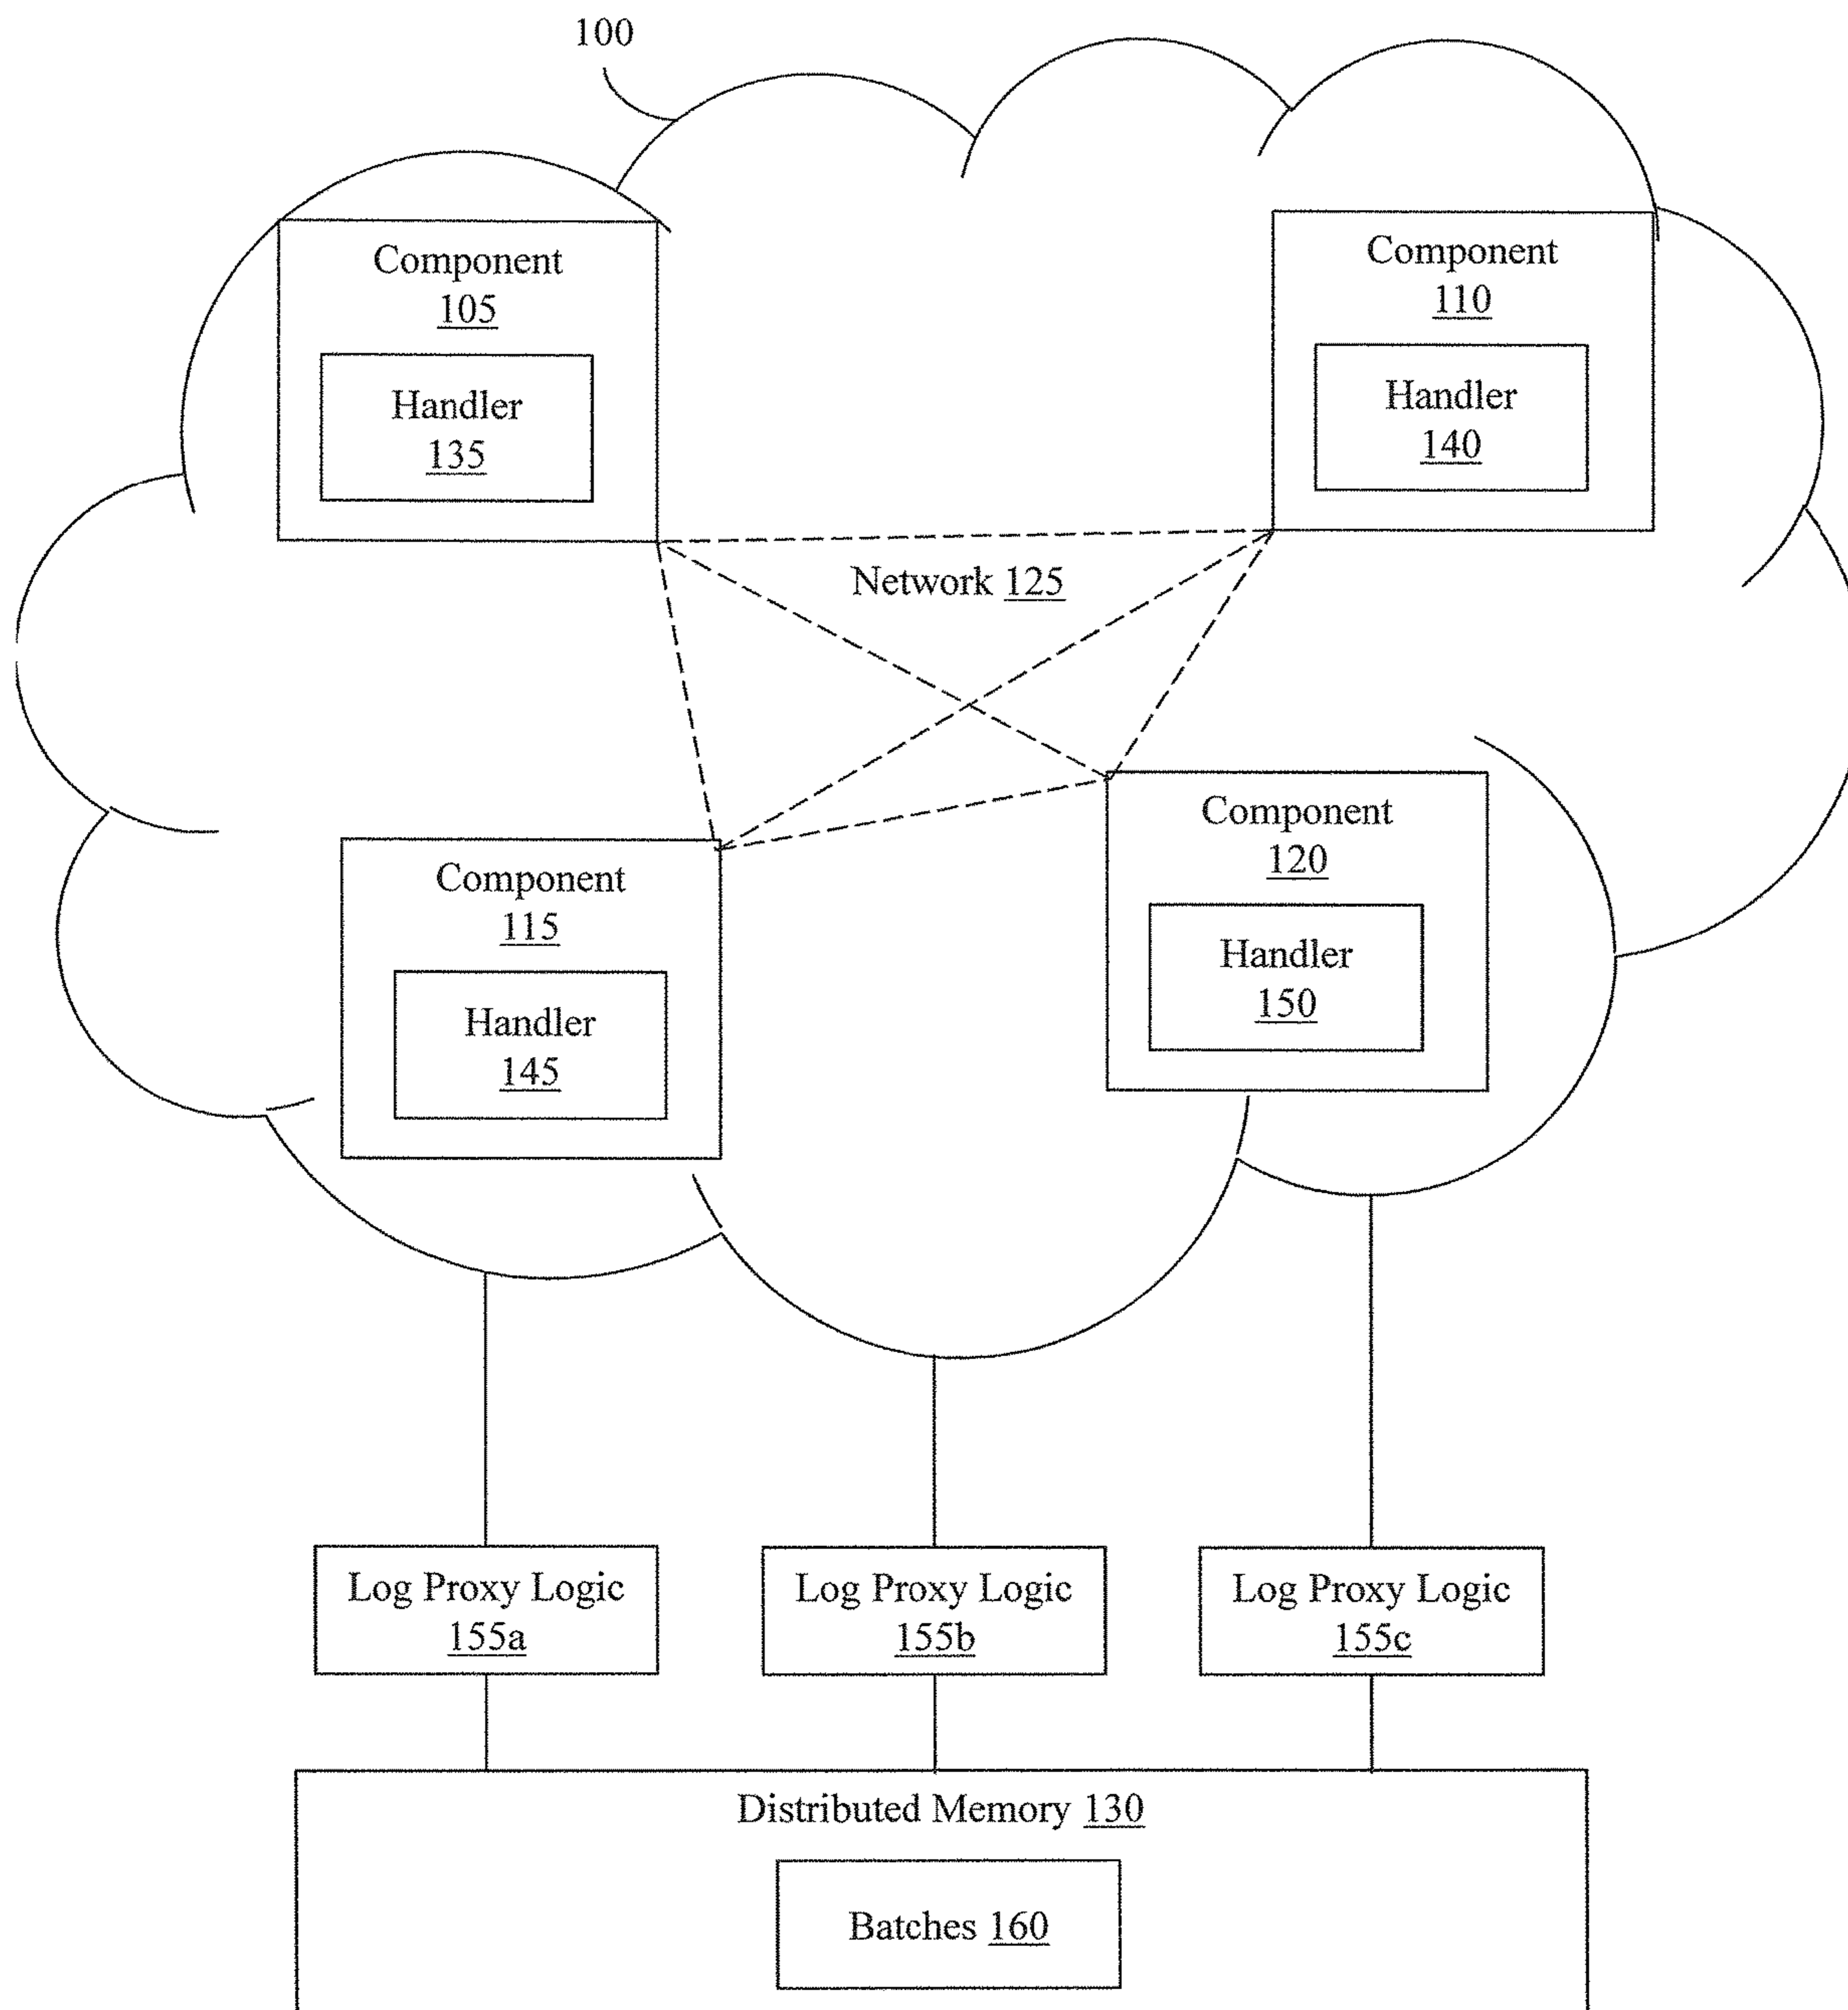 100
Component
105
Handler
135
Component
110
Handler
140
Network 125
Component
115
Handler
145
Component
120
Handler
150
Log Proxy Logic
155a
Log Proxy Logic
155b
Log Proxy Logic
155c
Distributed Memory 130
Batches 160